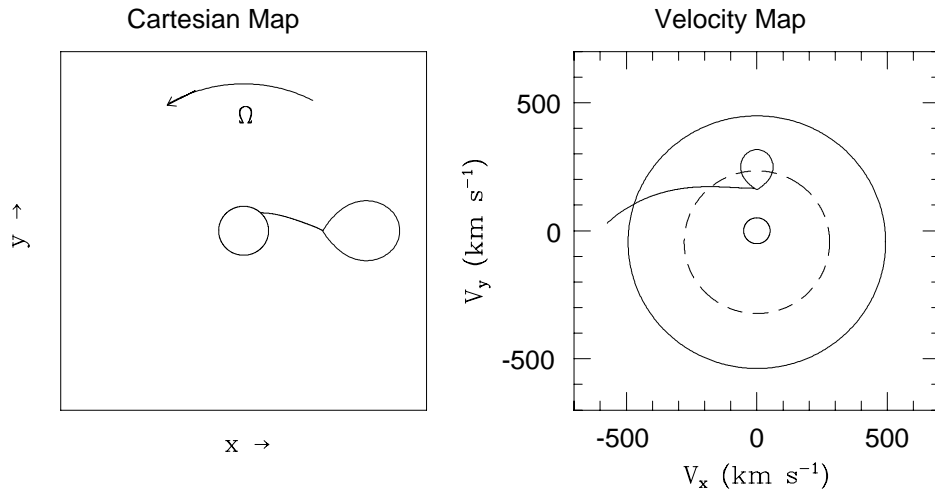 Cartesian Map
Ω
y →
x →
Velocity Map
500
0
-500
V_y (km s⁻¹)
-500 0 500
V_x (km s⁻¹)